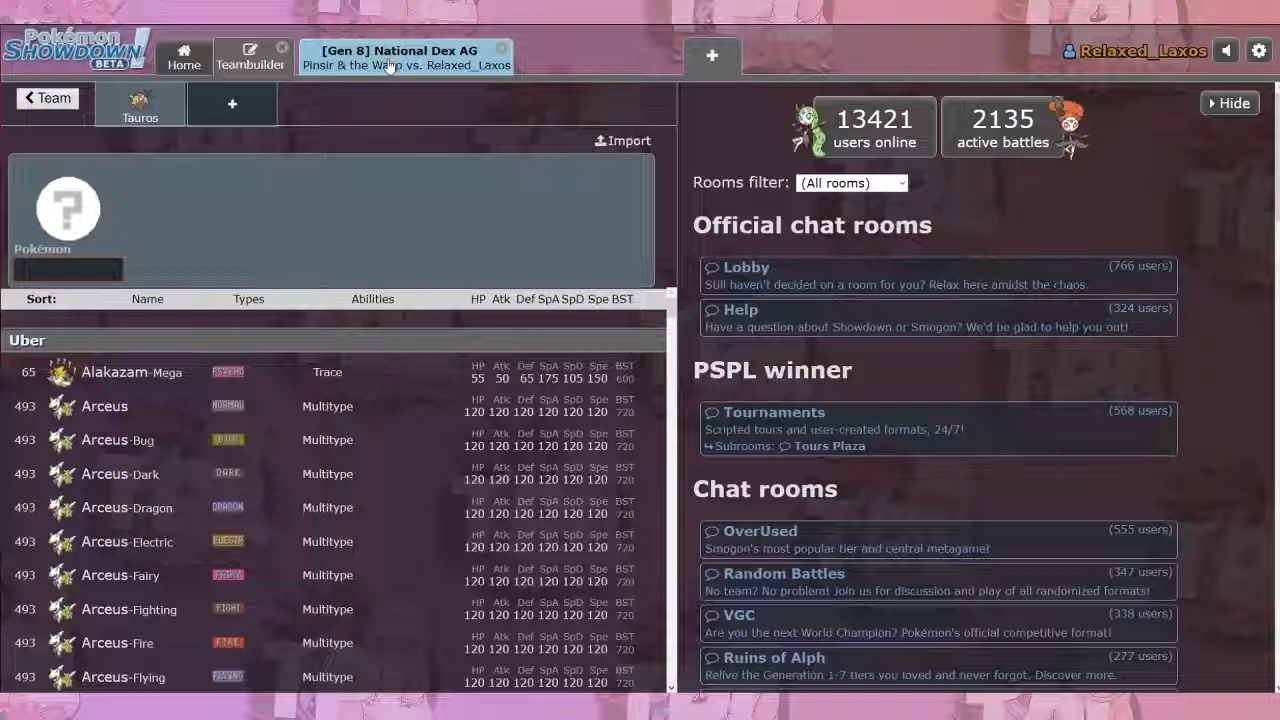 Pokémon
SHOWDOWN!
BETA
Home
Teambuilder
[Gen 8] National Dex AG
Pinsir & the Wa p vs. Relaxed_Laxos
+
Relaxed_Laxos
Team
Tauros
+
Import
?
Pokémon
Sort: Name Types Abilities HP Atk Def SpA SpD Spe BST
Uber
65 Alakazam-Mega PSYCHC Trace HP 55 Atk 50 Def 65 SpA 175 SpD 105 Spe 150 BST 600
493 Arceus NORMAL Multitype HP 120 Atk 120 Def 120 SpA 120 SpD 120 Spe 120 BST 720
493 Arceus-Bug BUG Multitype HP 120 Atk 120 Def 120 SpA 120 SpD 120 Spe 120 BST 720
493 Arceus-Dark DARK Multitype HP 120 Atk 120 Def 120 SpA 120 SpD 120 Spe 120 BST 720
493 Arceus-Dragon DRAGON Multitype HP 120 Atk 120 Def 120 SpA 120 SpD 120 Spe 120 BST 720
493 Arceus-Electric ELECTR Multitype HP 120 Atk 120 Def 120 SpA 120 SpD 120 Spe 120 BST 720
493 Arceus-Fairy FAIRY Multitype HP 120 Atk 120 Def 120 SpA 120 SpD 120 Spe 120 BST 720
493 Arceus-Fighting FIGHT Multitype HP 120 Atk 120 Def 120 SpA 120 SpD 120 Spe 120 BST 720
493 Arceus-Fire FIRE Multitype HP 120 Atk 120 Def 120 SpA 120 SpD 120 Spe 120 BST 720
493 Arceus-Flying FLYING Multitype HP 120 Atk 120 Def 120 SpA 120 SpD 120 Spe 120 BST 720
13421
users online
2135
active battles
Hide
Rooms filter: (All rooms)
Official chat rooms
Lobby (766 users)
Still haven't decided on a room for you? Relax here amidst the chaos.
Help (324 users)
Have a question about Showdown or Smogon? We'd be glad to help you out!
PSPL winner
Tournaments (568 users)
Scripted tours and user-created formats, 24/7!
Subrooms: Tours Plaza
Chat rooms
OverUsed (555 users)
Smogon's most popular tier and central metagame!
Random Battles (347 users)
No team? No problem! Join us for discussion and play of all randomized formats!
VGC (338 users)
Are you the next World Champion? Pokémon's official competitive format!
Ruins of Alph (277 users)
Relive the Generation 1-7 tiers you loved and never forgot. Discover more.